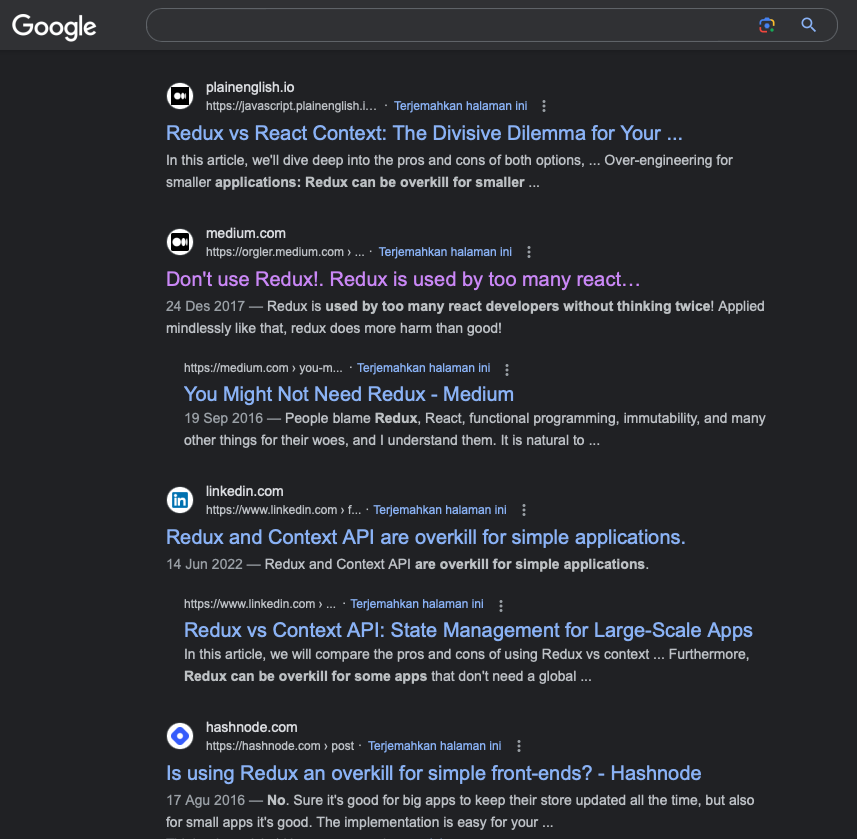 Google
plainenglish.io
https://javascript.plainenglish.i... · Terjemahkan halaman ini
Redux vs React Context: The Divisive Dilemma for Your ...
In this article, we'll dive deep into the pros and cons of both options, ... Over-engineering for
smaller applications: Redux can be overkill for smaller ...
medium.com
https://orgler.medium.com › ... · Terjemahkan halaman ini
Don't use Redux!. Redux is used by too many react…
24 Des 2017 — Redux is used by too many react developers without thinking twice! Applied
mindlessly like that, redux does more harm than good!
https://medium.com › you-m... · Terjemahkan halaman ini
You Might Not Need Redux - Medium
19 Sep 2016 — People blame Redux, React, functional programming, immutability, and many
other things for their woes, and I understand them. It is natural to ...
linkedin.com
https://www.linkedin.com › f... · Terjemahkan halaman ini
Redux and Context API are overkill for simple applications.
14 Jun 2022 — Redux and Context API are overkill for simple applications.
https://www.linkedin.com › ... · Terjemahkan halaman ini
Redux vs Context API: State Management for Large-Scale Apps
In this article, we will compare the pros and cons of using Redux vs context ... Furthermore,
Redux can be overkill for some apps that don't need a global ...
hashnode.com
https://hashnode.com › post · Terjemahkan halaman ini
Is using Redux an overkill for simple front-ends? - Hashnode
17 Agu 2016 — No. Sure it's good for big apps to keep their store updated all the time, but also
for small apps it's good. The implementation is easy for your ...